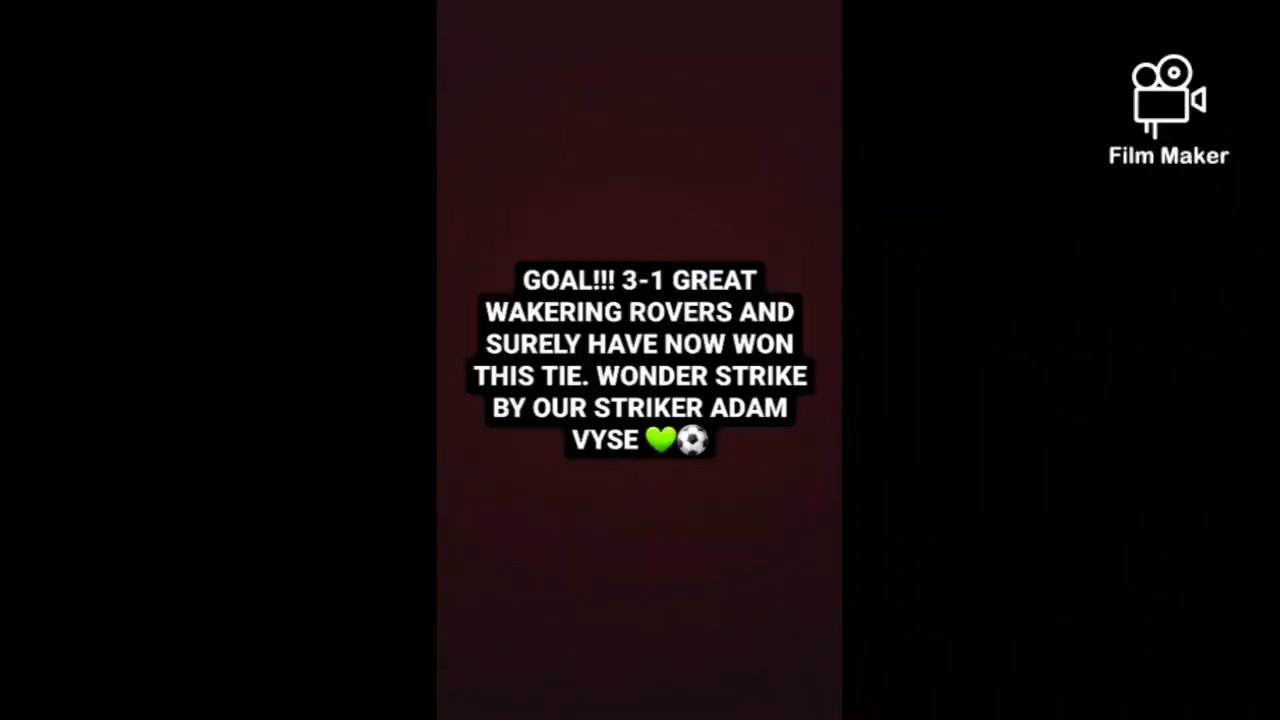 Film Maker
GOAL!!! 3-1 GREAT
WAKERING ROVERS AND
SURELY HAVE NOW WON
THIS TIE. WONDER STRIKE
BY OUR STRIKER ADAM
VYSE 💚⚽